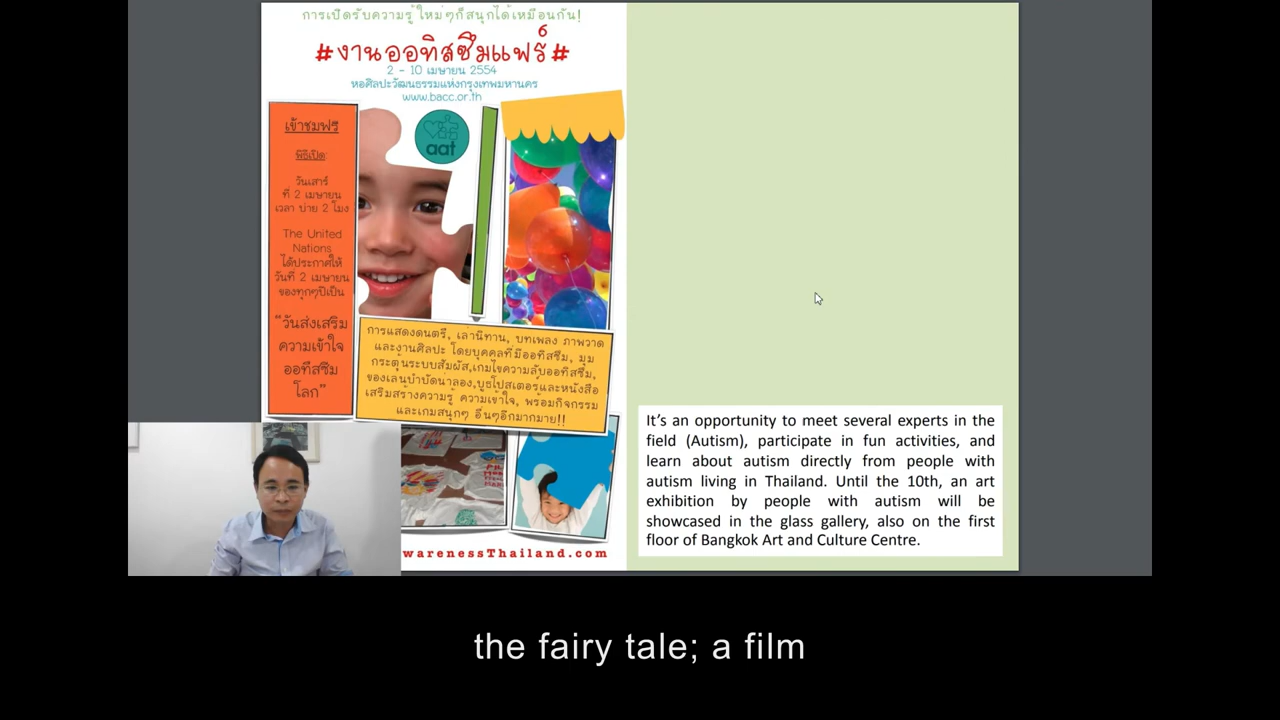 การเปิดรับความรู้ใหม่ๆก็สนุกได้เหมือนกัน!
#งานออทิสซึมแฟร์#
2 - 10 เมษายน 2554
หอศิลปะวัฒนธรรมแห่งกรุงเทพมหานคร
www.bacc.or.th
เข้าชมฟรี
พิธีเปิด:
วันเสาร์
ที่ 2 เมษายน
เวลา บ่าย 2 โมง
The United
Nations
ได้ประกาศให้
วันที่ 2 เมษายน
ของทุกๆปีเป็น
"วันส่งเสริม
ความเข้าใจ
ออทิสซึม
โลก"
aat
การแสดงดนตรี, เล่านิทาน, บทเพลง ภาพวาด
และงานศิลปะ โดยบุคคลที่มีออทิสซึม, มุม
กระตุ้นระบบสัมผัส,เกมไขความลับออทิสซึม,
ของเล่นบำบัดน่าลอง,บูธโปสเตอร์และหนังสือ
เสริมสร้างความรู้ ความเข้าใจ, พร้อมกิจกรรม
และเกมสนุกๆ อื่นๆอีกมากมาย!!
warenessThailand.com
It's an opportunity to meet several experts in the
field (Autism), participate in fun activities, and
learn about autism directly from people with
autism living in Thailand. Until the 10th, an art
exhibition by people with autism will be
showcased in the glass gallery, also on the first
floor of Bangkok Art and Culture Centre.
the fairy tale; a film